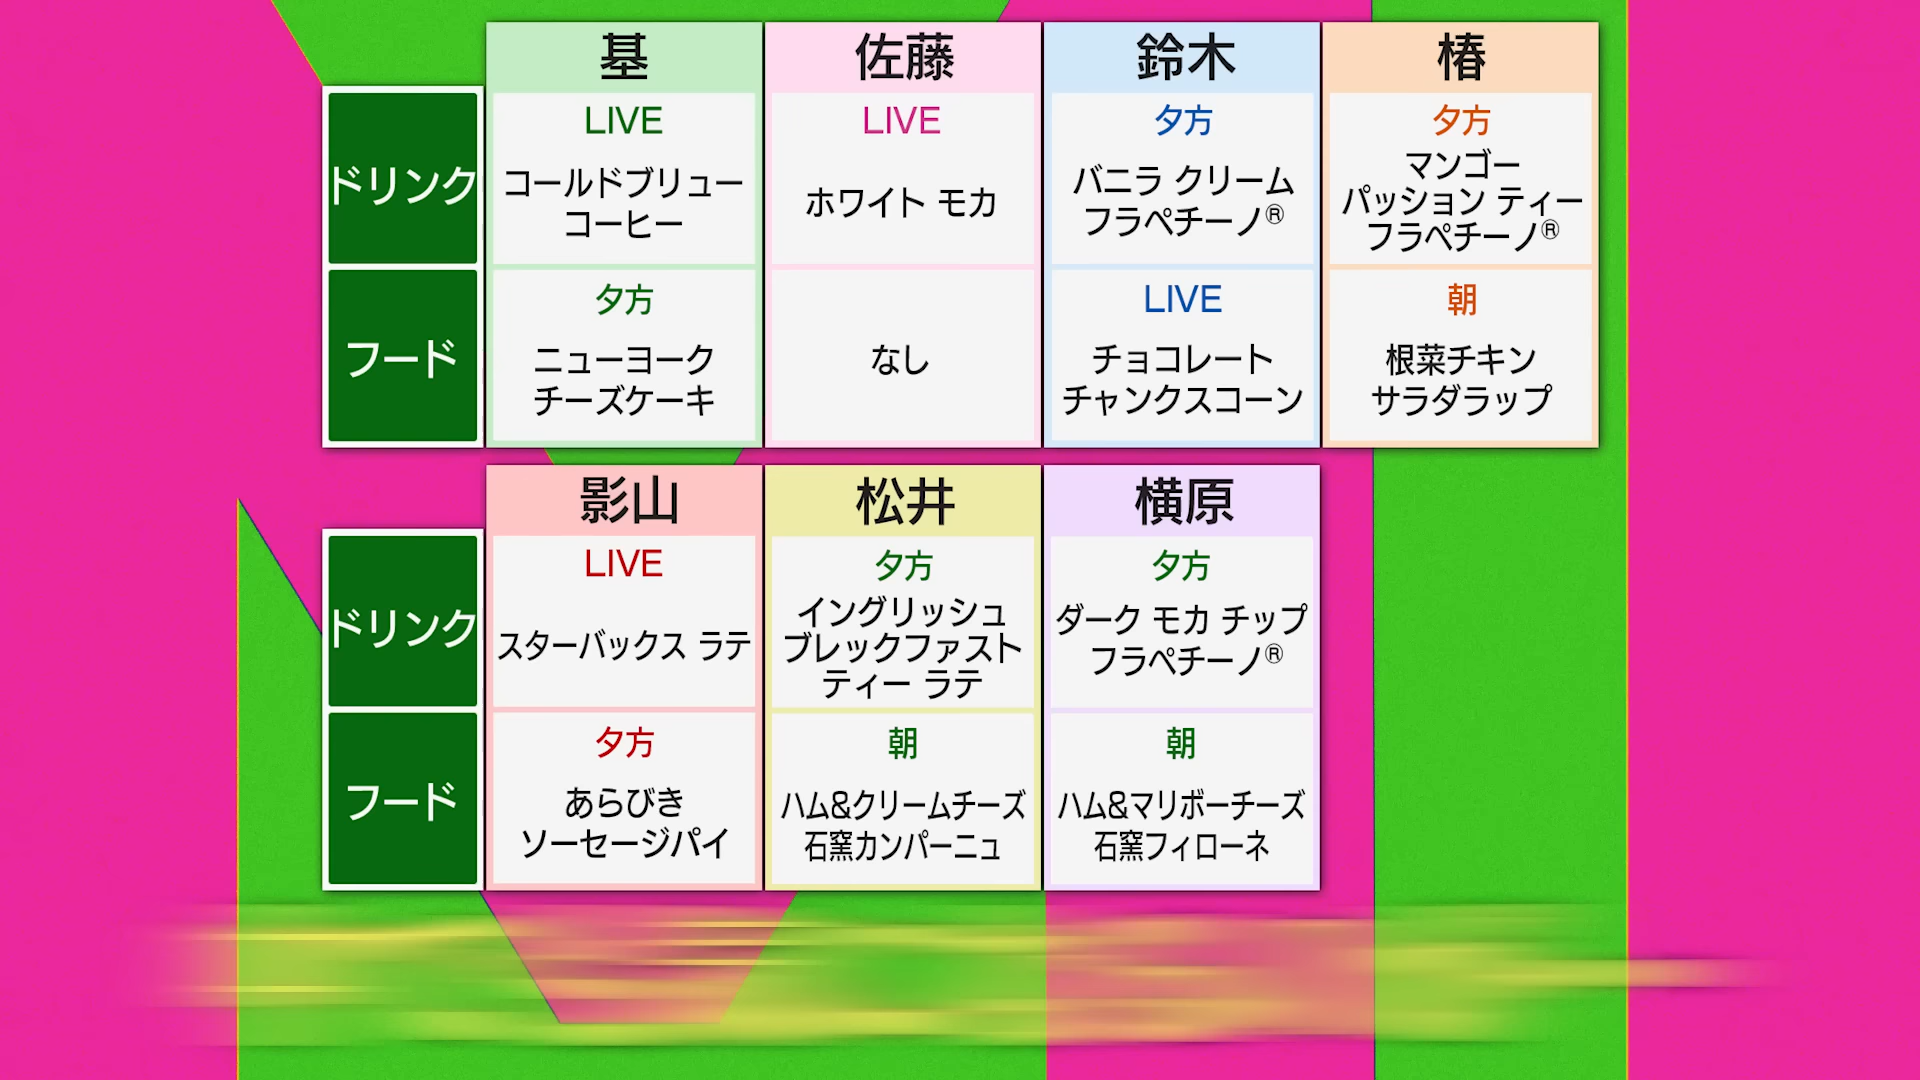 基
佐藤
鈴木
椿
ドリンク
LIVE
コールドブリュー
コーヒー
LIVE
ホワイト モカ
夕方
バニラ クリーム
フラペチーノ®
夕方
マンゴー
パッション ティー
フラペチーノ®
フード
夕方
ニューヨーク
チーズケーキ
なし
LIVE
チョコレート
チャンクスコーン
朝
根菜チキン
サラダラップ
影山
松井
横原
ドリンク
LIVE
スターバックス ラテ
夕方
イングリッシュ
ブレックファスト
ティー ラテ
夕方
ダーク モカ チップ
フラペチーノ®
フード
夕方
あらびき
ソーセージパイ
朝
ハム&クリームチーズ
石窯カンパーニュ
朝
ハム&マリボーチーズ
石窯フィローネ